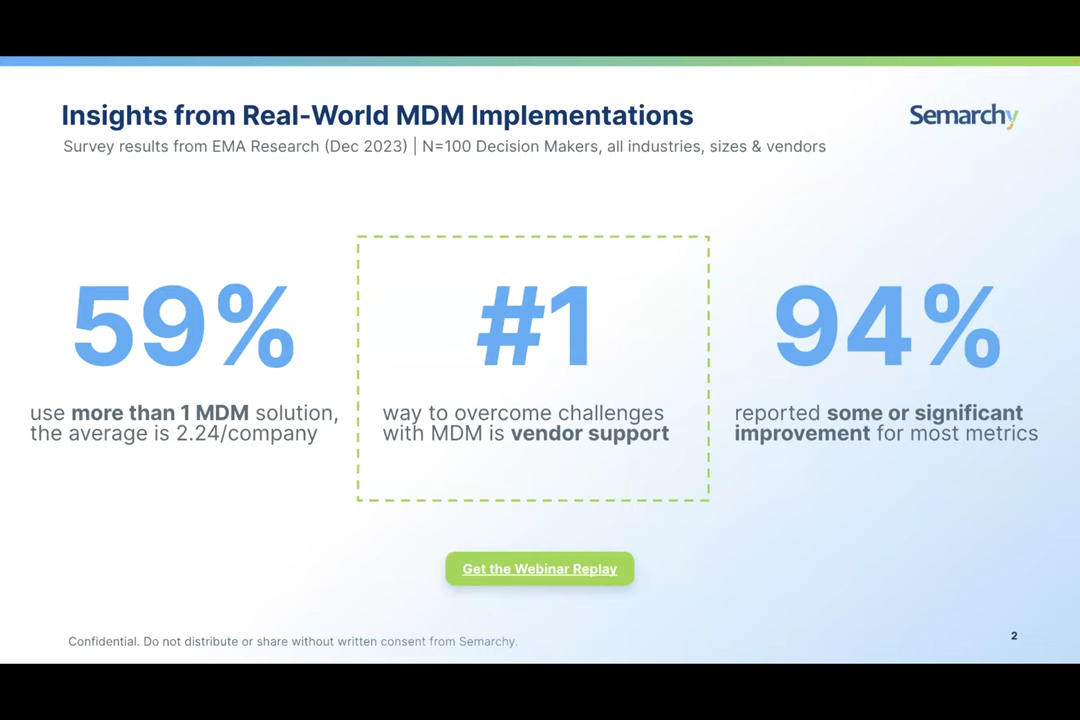 Insights from Real-World MDM Implementations
Semarchy
Survey results from EMA Research (Dec 2023) | N=100 Decision Makers, all industries, sizes & vendors
59%
use more than 1 MDM solution,
the average is 2.24/company
#1
way to overcome challenges
with MDM is vendor support
94%
reported some or significant
improvement for most metrics
Get the Webinar Replay
Confidential. Do not distribute or share without written consent from Semarchy.
2